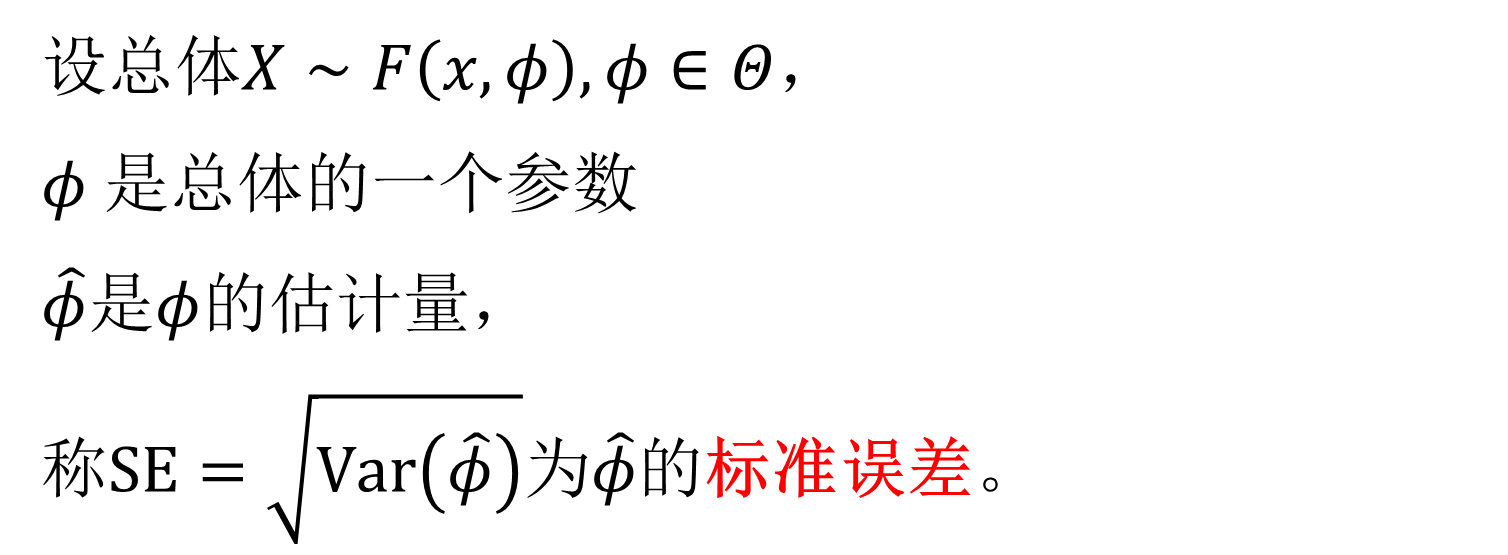 设总体X ~ F(x, ϕ), ϕ ∈ Θ，
ϕ 是总体的一个参数
ϕ̂是ϕ的估计量，
称SE = √Var(ϕ̂)为ϕ̂的标准误差。